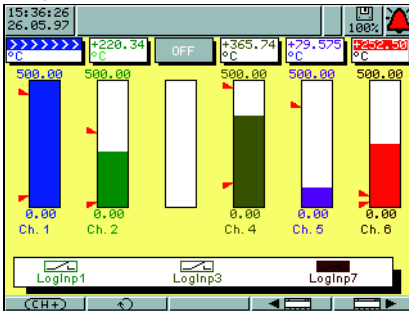 15:36:26
26.05.97
100%
>>>>>>> +220.34 OFF +365.74 +79.575 +252.50
°C °C °C °C °C
500.00 500.00 500.00 500.00 500.00
0.00 0.00 0.00 0.00 0.00
Ch. 1 Ch. 2 Ch. 4 Ch. 5 Ch. 6
LogInp1 LogInp3 LogInp7
(CH+)